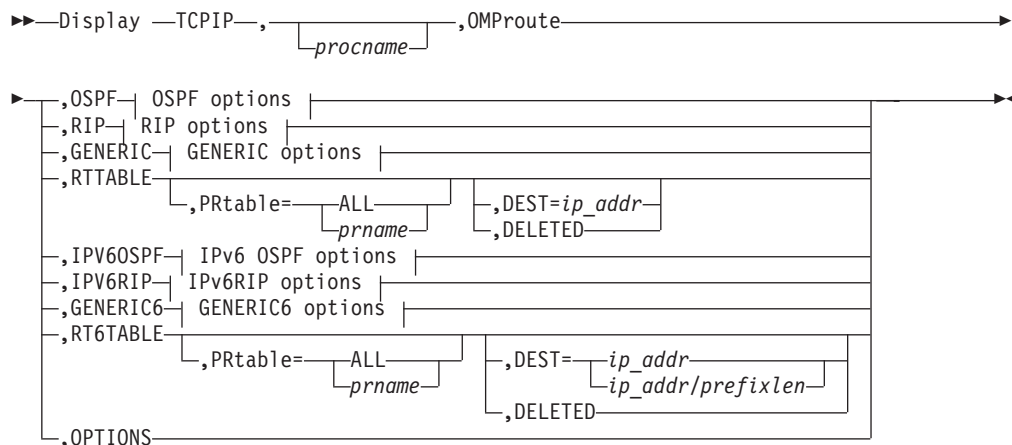 Display TCPIP , procname ,OMProute
,OSPF OSPF options
,RIP RIP options
,GENERIC GENERIC options
,RTTABLE
,PRtable= ALL ,DEST=ip_addr
prname ,DELETED
,IPV6OSPF IPv6 OSPF options
,IPV6RIP IPv6RIP options
,GENERIC6 GENERIC6 options
,RT6TABLE
,PRtable= ALL ,DEST= ip_addr
prname ip_addr/prefixlen
,DELETED
,OPTIONS